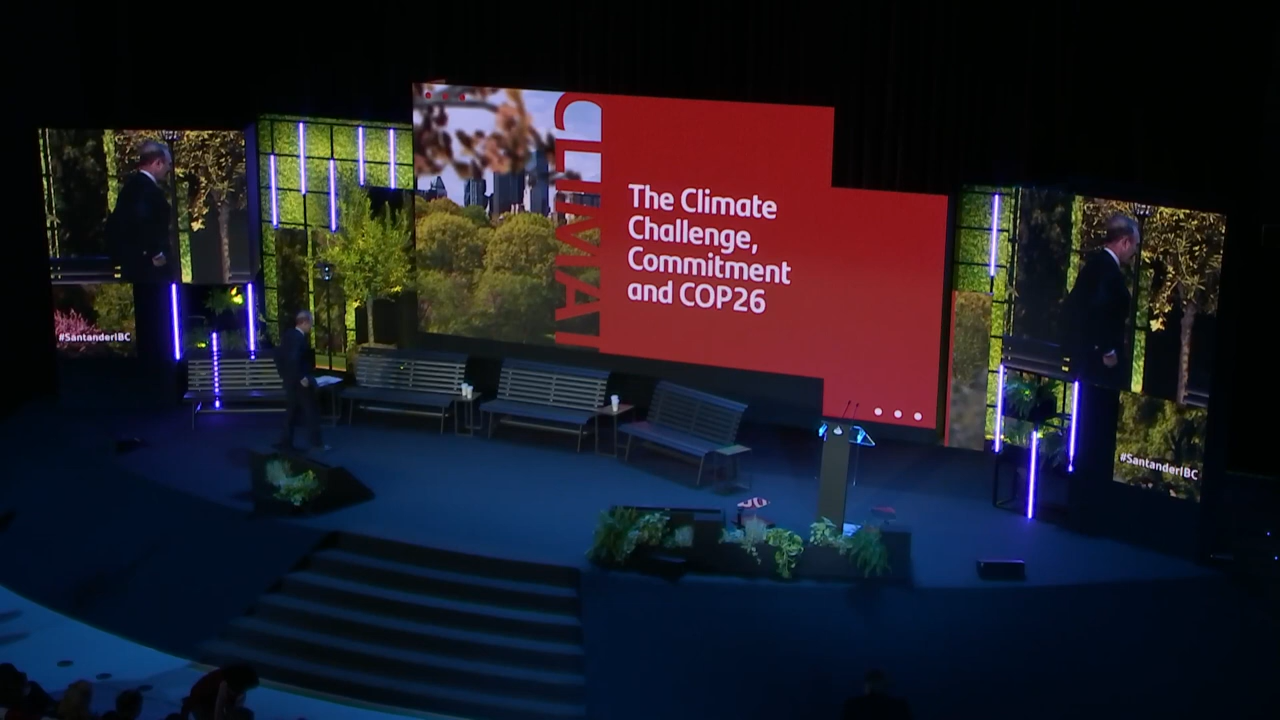 CLIMAT
The Climate
Challenge,
Commitment
and COP26
#SantanderIBC
#SantanderIBC